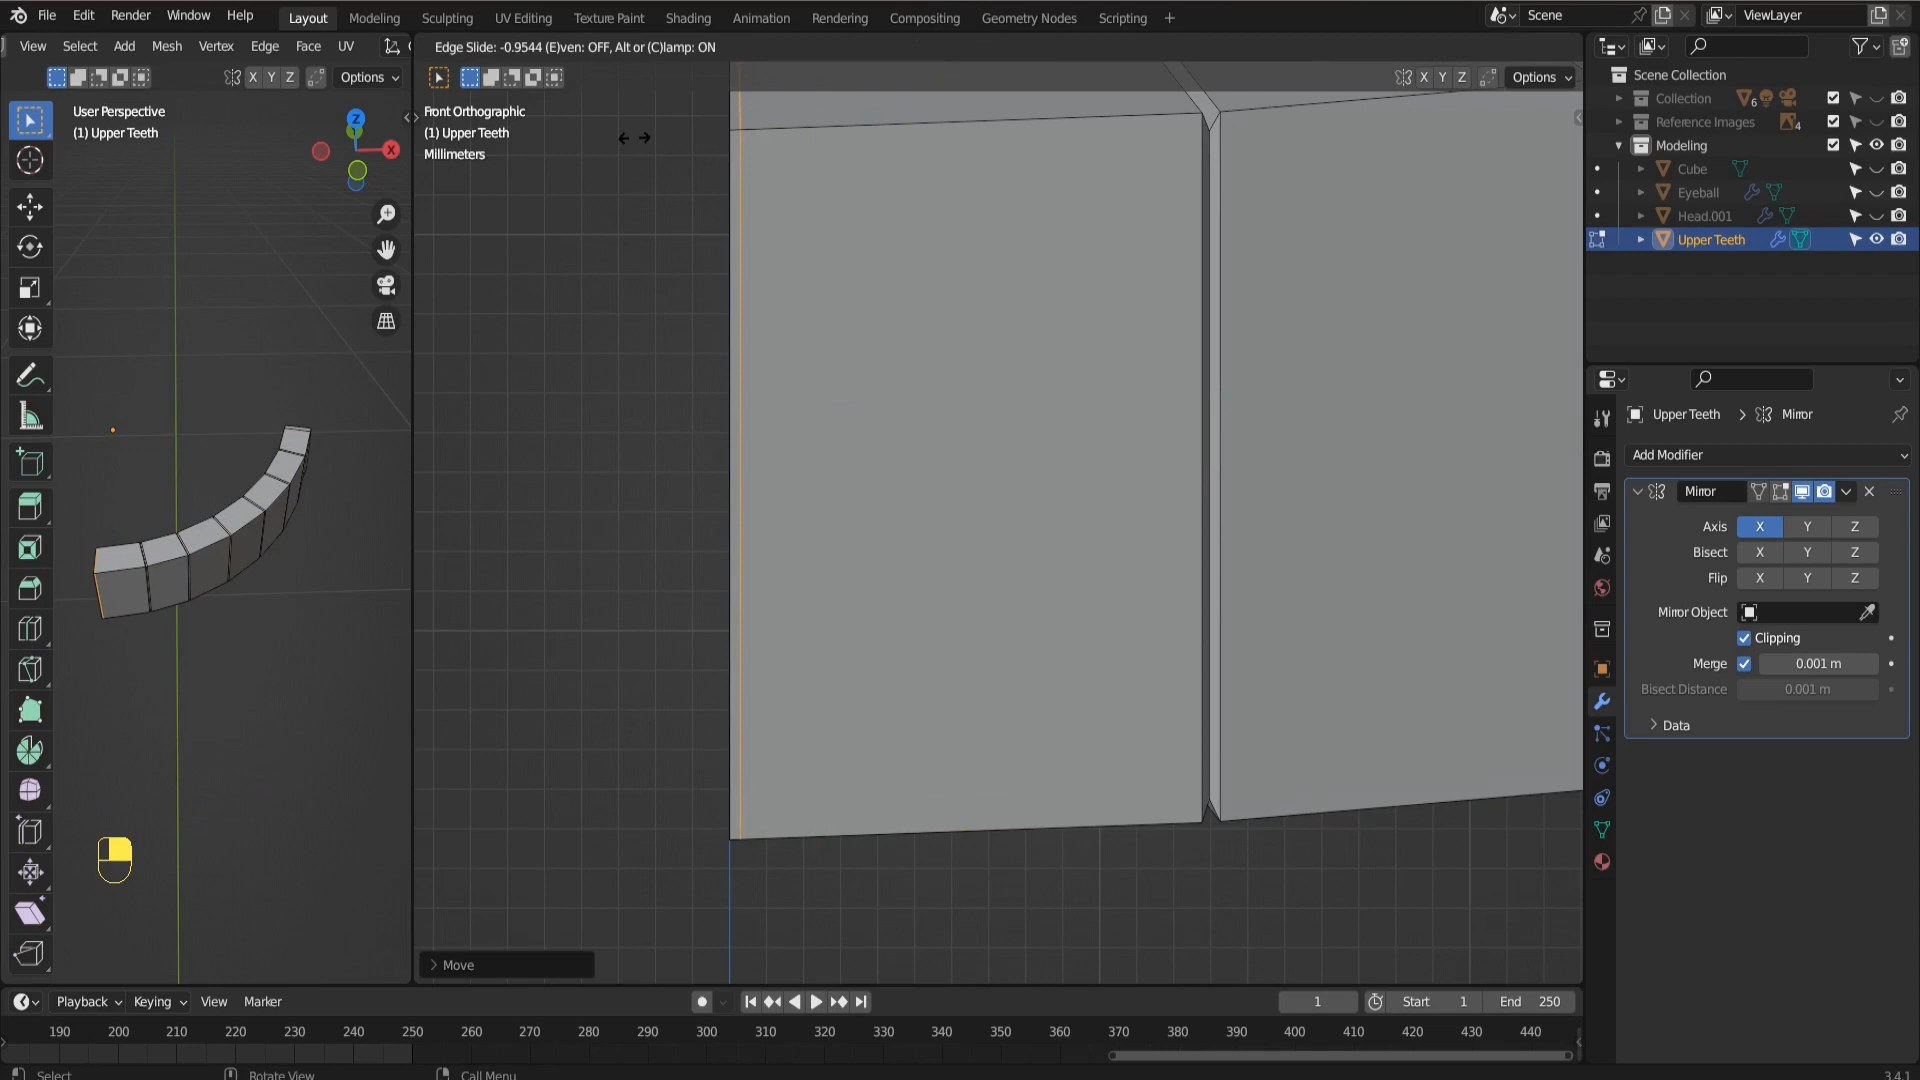 File Edit Render Window Help Layout Modeling Sculpting UV Editing Texture Paint Shading Animation Rendering Compositing Geometry Nodes Scripting + Scene ViewLayer
View Select Add Mesh Vertex Edge Face UV
Edge Slide: -0.9544 (E)ven: OFF, Alt or (C)lamp: ON
X Y Z Options
X Y Z Options
User Perspective
(1) Upper Teeth
Z
X
Front Orthographic
(1) Upper Teeth
Millimeters
Scene Collection
Collection 6
Reference Images 4
Modeling
Cube
Eyeball
Head.001
Upper Teeth
Upper Teeth > Mirror
Add Modifier
Mirror
Axis X Y Z
Bisect X Y Z
Flip X Y Z
Mirror Object
Clipping
Merge 0.001 m
Bisect Distance 0.001 m
Data
Move
Playback Keying View Marker 1 Start 1 End 250
190 200 210 220 230 240 250 260 270 280 290 300 310 320 330 340 350 360 370 380 390 400 410 420 430 440
Select Rotate View Call Menu 3.4.1